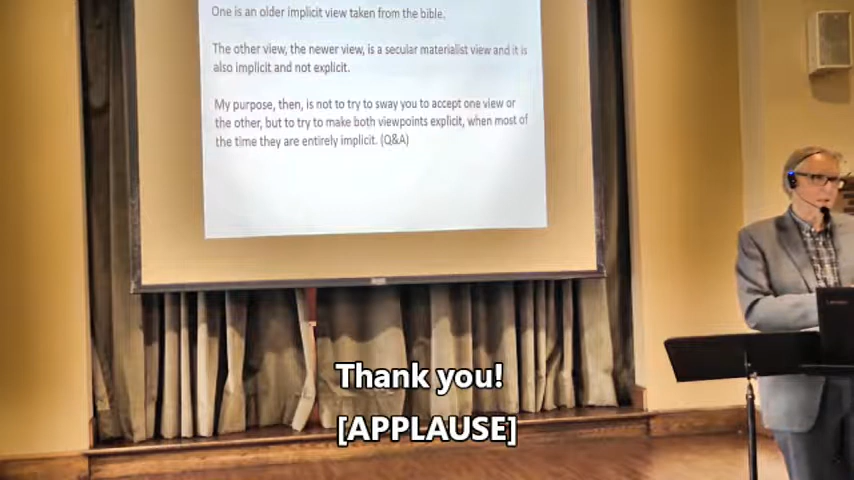 One is an older implicit view taken from the bible.
The other view, the newer view, is a secular materialist view and it is
also implicit and not explicit.
My purpose, then, is not to try to sway you to accept one view or
the other, but to try to make both viewpoints explicit, when most of
the time they are entirely implicit. (Q&A)
Thank you!
[APPLAUSE]